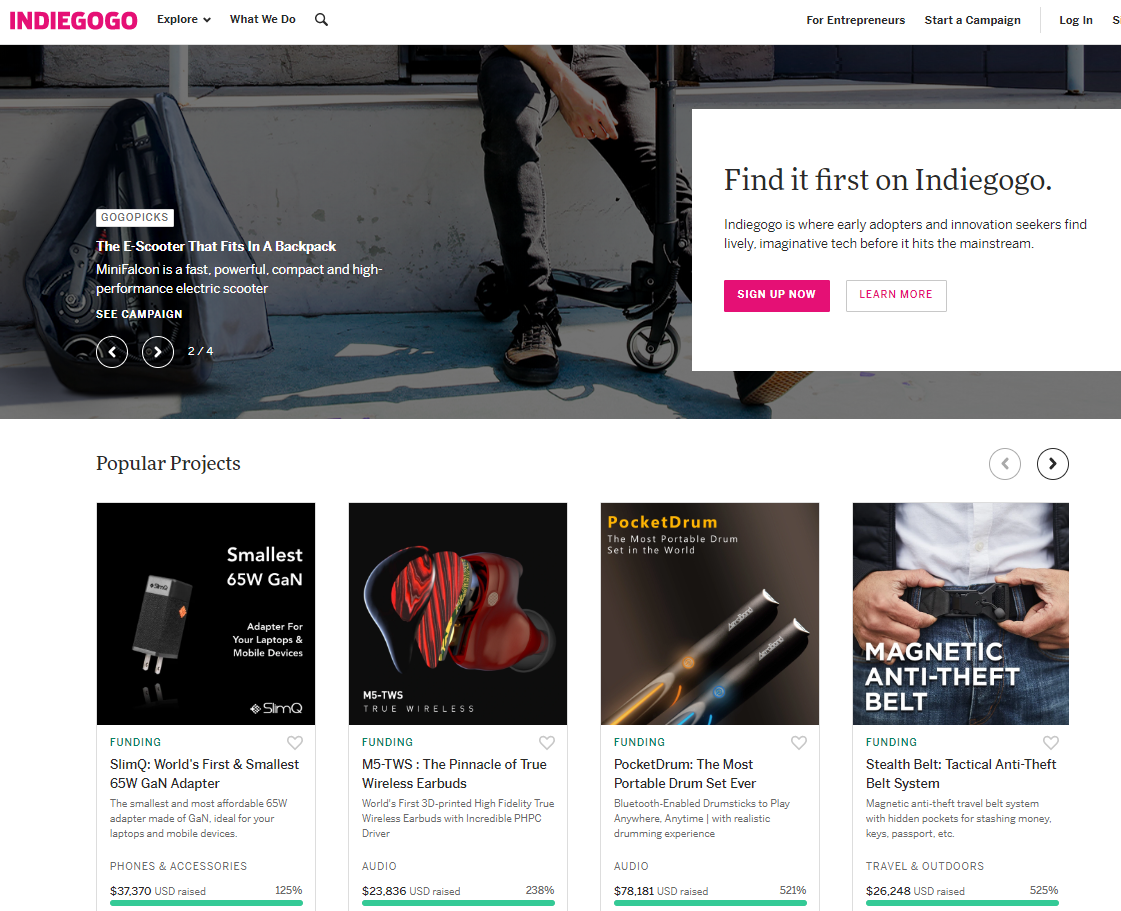 INDIEGOGO
Explore
What We Do
For Entrepreneurs
Start a Campaign
Log In
GOGOPICKS
The E-Scooter That Fits In A Backpack
MiniFalcon is a fast, powerful, compact and high-
performance electric scooter
SEE CAMPAIGN
2 / 4
Find it first on Indiegogo.
Indiegogo is where early adopters and innovation seekers find
lively, imaginative tech before it hits the mainstream.
SIGN UP NOW
LEARN MORE
Popular Projects
SlimQ
Smallest
65W GaN
Adapter For
Your Laptops &
Mobile Devices
SlimQ
FUNDING
SlimQ: World's First & Smallest
65W GaN Adapter
The smallest and most affordable 65W
adapter made of GaN, ideal for your
laptops and mobile devices.
PHONES & ACCESSORIES
$37,370 USD raised
125%
M5-TWS
TRUE WIRELESS
FUNDING
M5-TWS : The Pinnacle of True
Wireless Earbuds
World's First 3D-printed High Fidelity True
Wireless Earbuds with Incredible PHPC
Driver
AUDIO
$23,836 USD raised
238%
PocketDrum
The Most Portable Drum
Set in the World
AeroBand
AeroBand
FUNDING
PocketDrum: The Most
Portable Drum Set Ever
Bluetooth-Enabled Drumsticks to Play
Anywhere, Anytime | with realistic
drumming experience
AUDIO
$78,181 USD raised
521%
MAGNETIC
ANTI-THEFT
BELT
FUNDING
Stealth Belt: Tactical Anti-Theft
Belt System
Magnetic anti-theft travel belt system
with hidden pockets for stashing money,
keys, passport, etc.
TRAVEL & OUTDOORS
$26,248 USD raised
525%